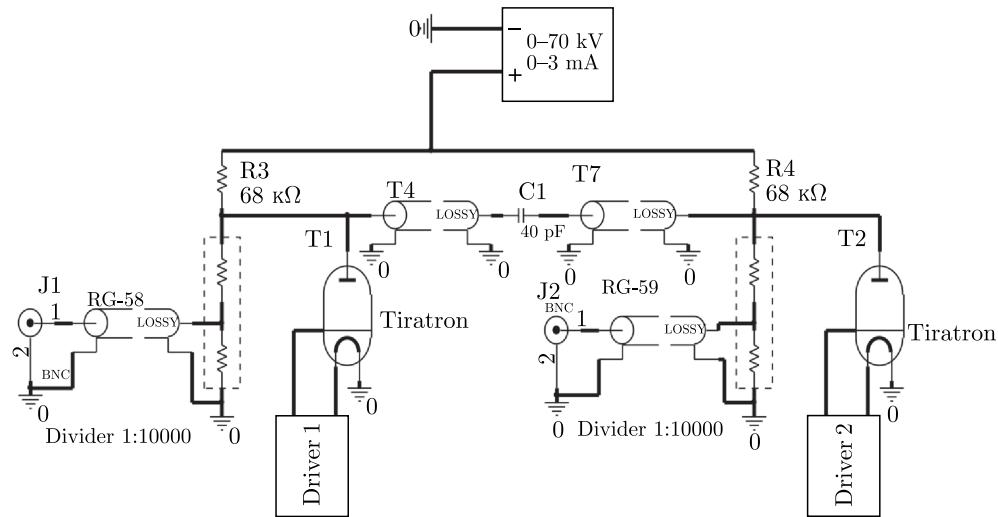 0
−
0–70 kV
0–3 mA
+
R3
68 кΩ
T4
LOSSY
C1
40 pF
T7
LOSSY
R4
68 кΩ
0
0
0
0
T1
T2
J1
1
RG-58
LOSSY
2
BNC
0
0
Tiratron
0
Divider 1:10000
Driver 1
J2
BNC
1
RG-59
LOSSY
2
0
0
Tiratron
0
Divider 1:10000
Driver 2